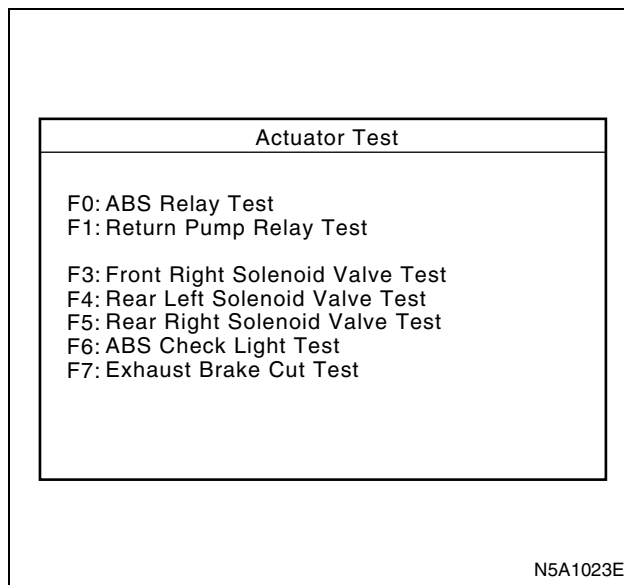 Actuator Test
F0: ABS Relay Test
F1: Return Pump Relay Test
F3: Front Right Solenoid Valve Test
F4: Rear Left Solenoid Valve Test
F5: Rear Right Solenoid Valve Test
F6: ABS Check Light Test
F7: Exhaust Brake Cut Test
N5A1023E